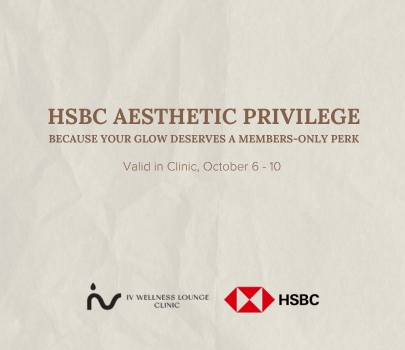 HSBC AESTHETIC PRIVILEGE
BECAUSE YOUR GLOW DESERVES A MEMBERS-ONLY PERK
Valid in Clinic, October 6 - 10
IV WELLNESS LOUNGE
CLINIC
HSBC